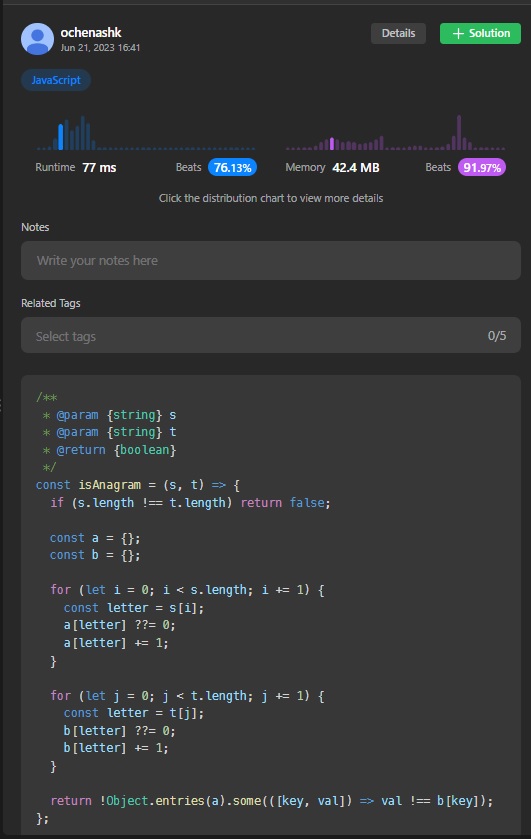 ochenashk
Jun 21, 2023 16:41
Details
Solution
JavaScript
Runtime 77 ms Beats 76.13%
Memory 42.4 MB Beats 91.97%
Click the distribution chart to view more details
Notes
Write your notes here
Related Tags
Select tags 0/5
/**
 * @param {string} s
 * @param {string} t
 * @return {boolean}
 */
const isAnagram = (s, t) => {
  if (s.length !== t.length) return false;

  const a = {};
  const b = {};

  for (let i = 0; i < s.length; i += 1) {
    const letter = s[i];
    a[letter] ??= 0;
    a[letter] += 1;
  }

  for (let j = 0; j < t.length; j += 1) {
    const letter = t[j];
    b[letter] ??= 0;
    b[letter] += 1;
  }

  return !Object.entries(a).some(([key, val]) => val !== b[key]);
};